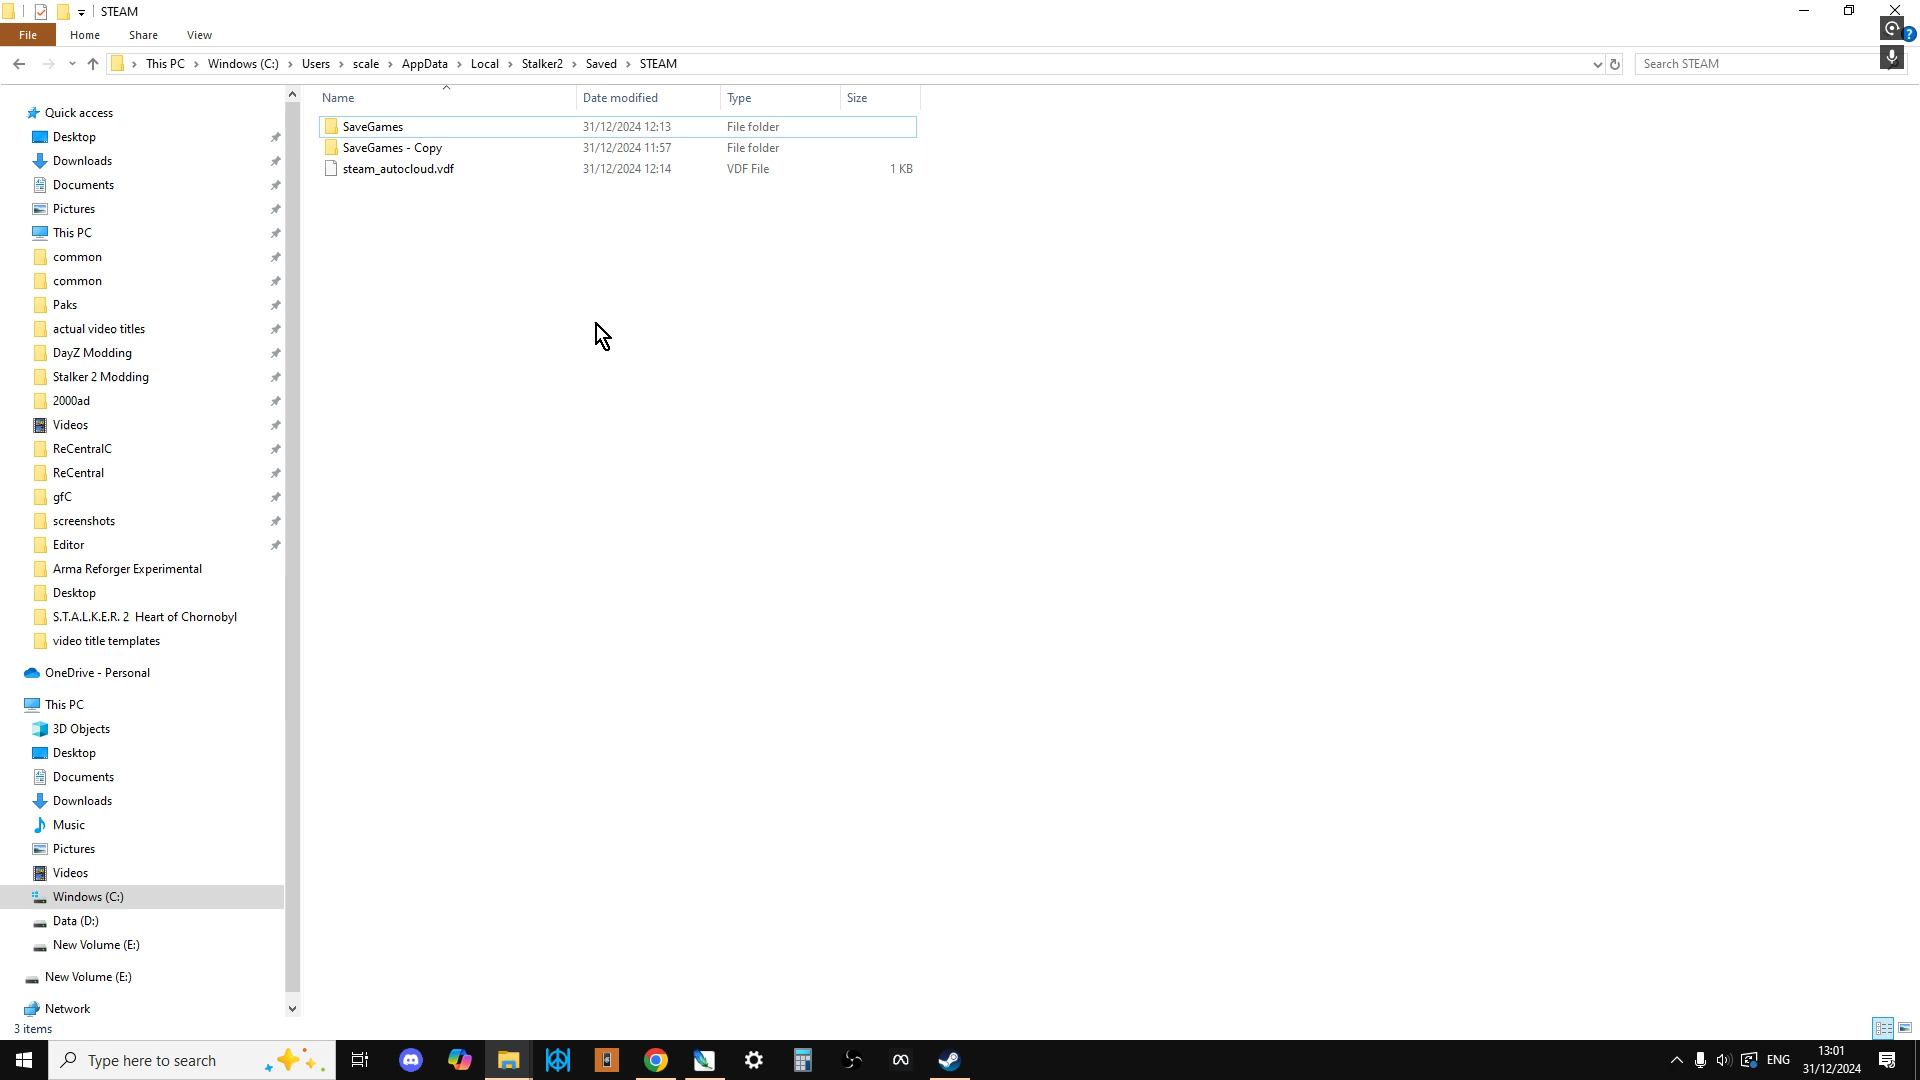 STEAM
File Home Share View
This PC > Windows (C:) > Users > scale > AppData > Local > Stalker2 > Saved > STEAM
Search STEAM
Name Date modified Type Size
SaveGames 31/12/2024 12:13 File folder
SaveGames - Copy 31/12/2024 11:57 File folder
steam_autocloud.vdf 31/12/2024 12:14 VDF File 1 KB
Quick access
Desktop
Downloads
Documents
Pictures
This PC
common
common
Paks
actual video titles
DayZ Modding
Stalker 2 Modding
2000ad
Videos
ReCentralC
ReCentral
gfC
screenshots
Editor
Arma Reforger Experimental
Desktop
S.T.A.L.K.E.R. 2 Heart of Chornobyl
video title templates
OneDrive - Personal
This PC
3D Objects
Desktop
Documents
Downloads
Music
Pictures
Videos
Windows (C:)
Data (D:)
New Volume (E:)
New Volume (E:)
Network
3 items
Type here to search
ENG
13:01
31/12/2024